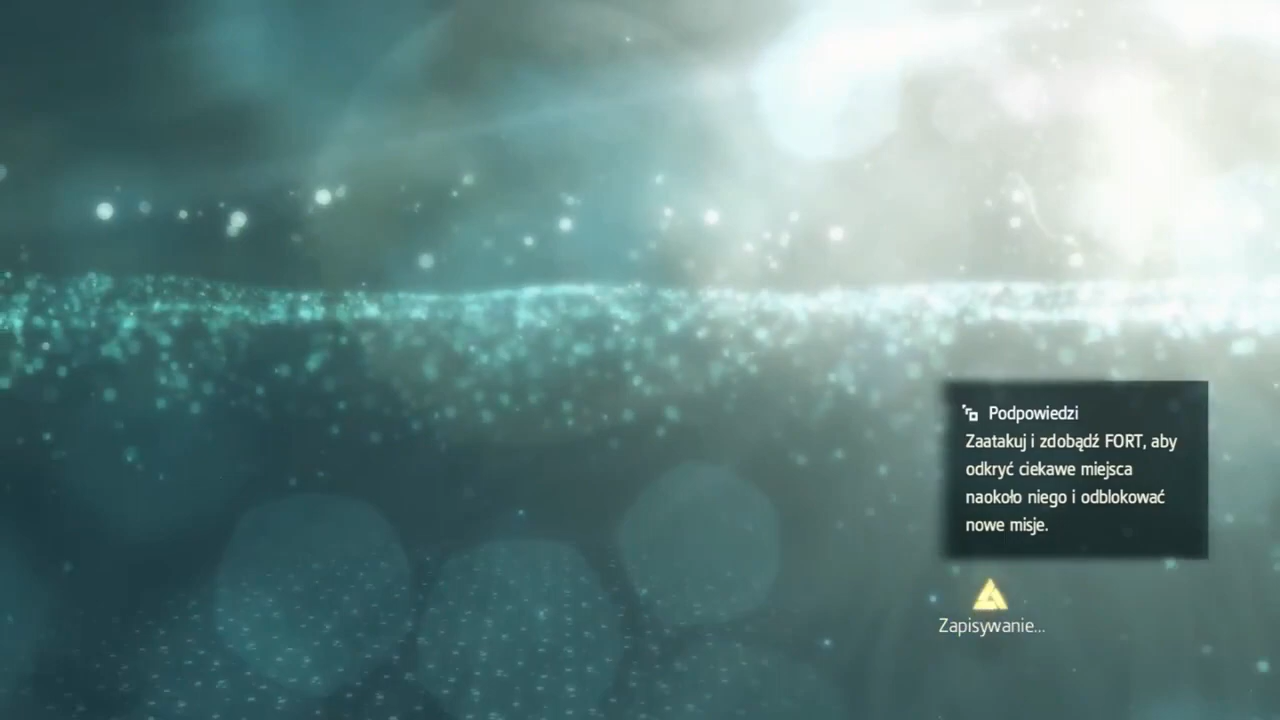 Podpowiedzi
Zaatakuj i zdobądź FORT, aby
odkryć ciekawe miejsca
naokoło niego i odblokować
nowe misje.
Zapisywanie...